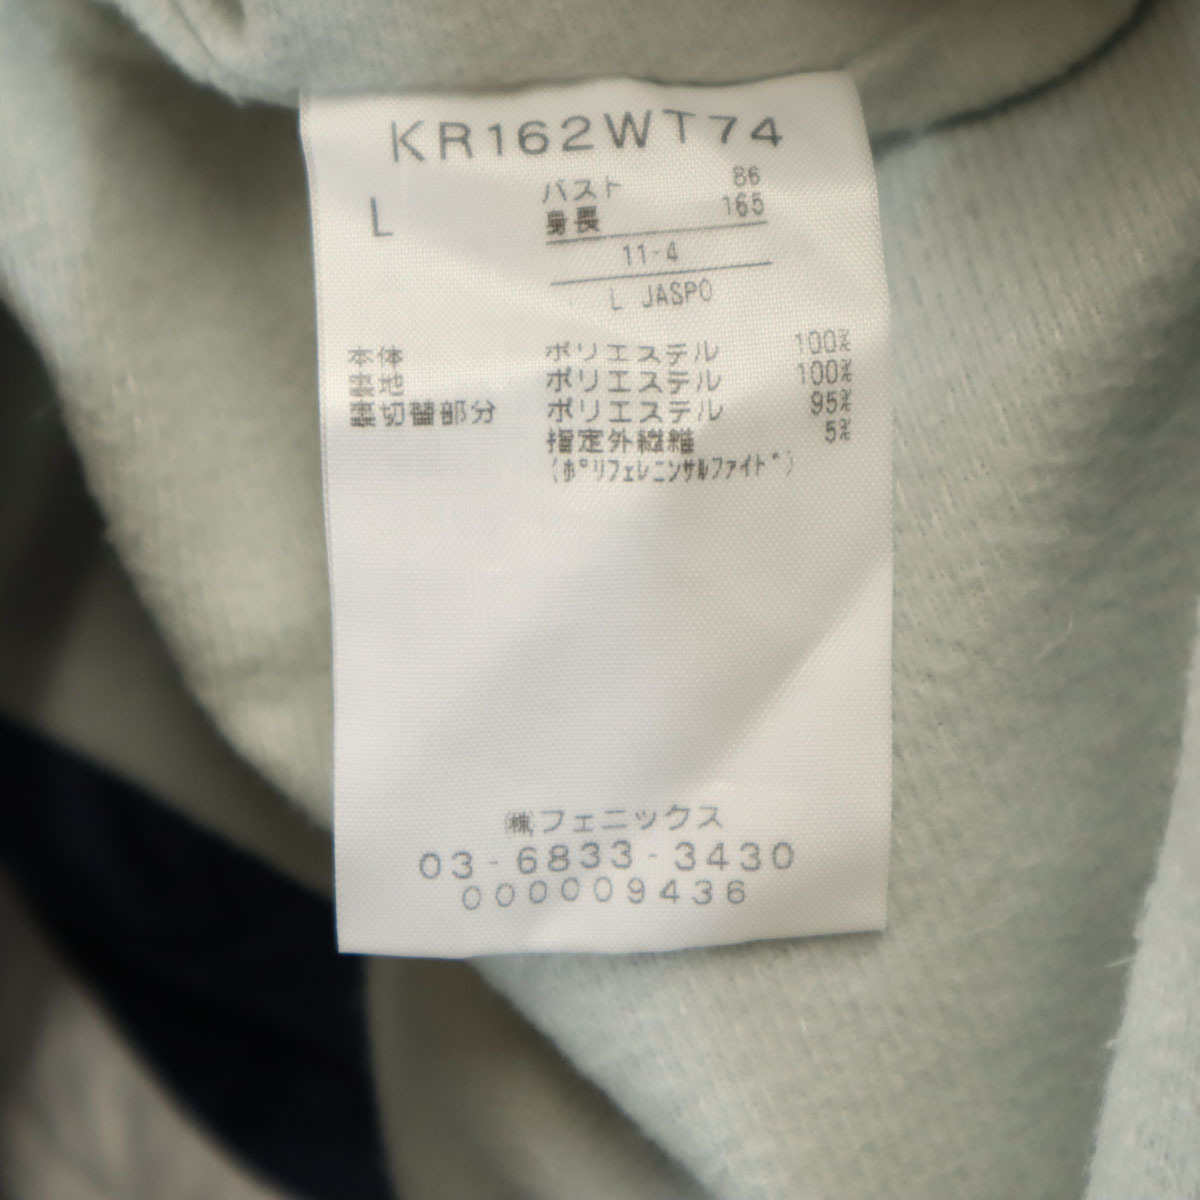 KR162WT74
L バスト 86
身長 165
11-4
L JASPO
本体 ポリエステル 100%
裏地 ポリエステル 100%
裏切替部分 ポリエステル 95%
指定外繊維 5%
(ポリフェレニンサルファイド)
㈱フェニックス
03-6833-3430
000009436